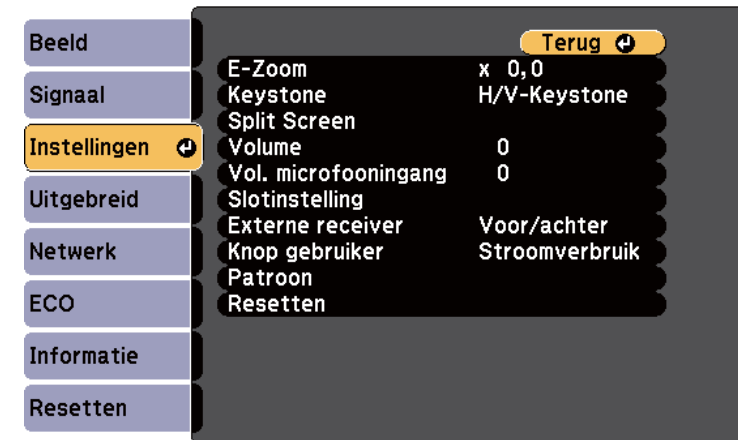 Beeld
Signaal
Instellingen
Uitgebreid
Netwerk
ECO
Informatie
Resetten
Terug
E-Zoom x 0,0
Keystone H/V-Keystone
Split Screen
Volume 0
Vol. microfooningang 0
Slotinstelling
Externe receiver Voor/achter
Knop gebruiker Stroomverbruik
Patroon
Resetten